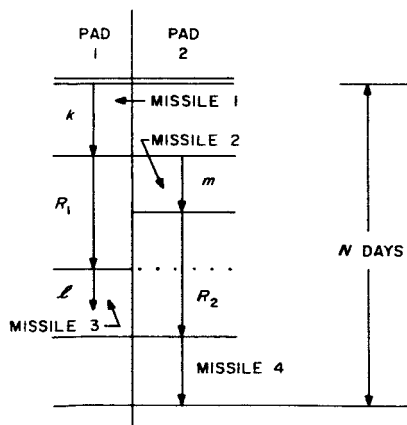 PAD 1
PAD 2
MISSILE 1
k
MISSILE 2
m
R₁
N DAYS
ℓ
R₂
MISSILE 3
MISSILE 4